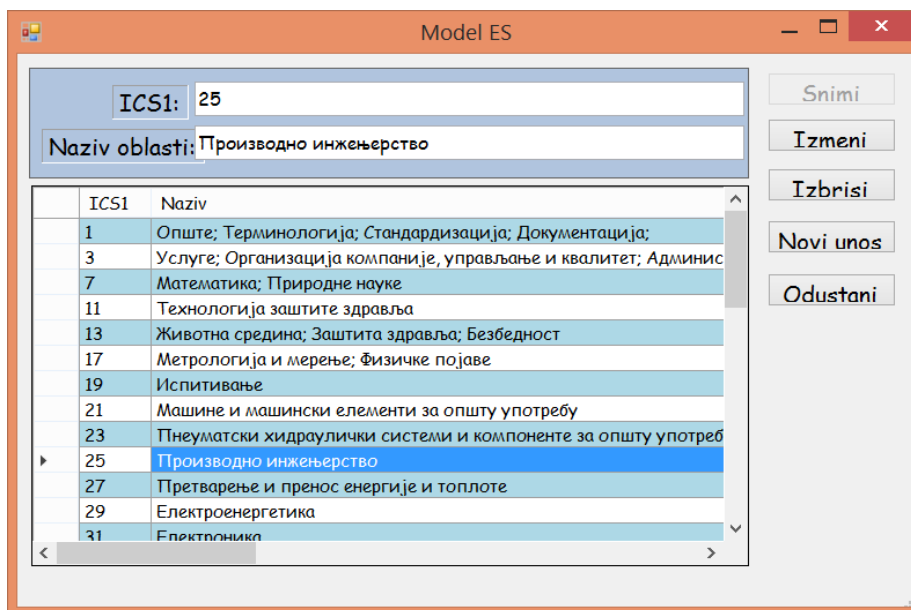 Model ES
ICS1: 25
Snimi
Naziv oblasti: Производно инжењерство
Izmeni
Izbrisi
Novi unos
Odustani
ICS1 Naziv
1 Опште; Терминологија; Стандардизација; Документација;
3 Услуге; Организација компаније, управљање и квалитет; Админис
7 Математика; Природне науке
11 Технологија заштите здравља
13 Животна средина; Заштита здравља; Безбедност
17 Метрологија и мерење; Физичке појаве
19 Испитивање
21 Машине и машински елементи за општу употребу
23 Пнеуматски хидраулички системи и компоненте за општу употреб
25 Производно инжењерство
27 Претварење и пренос енергије и топлоте
29 Електроенергетика
31 Електроника